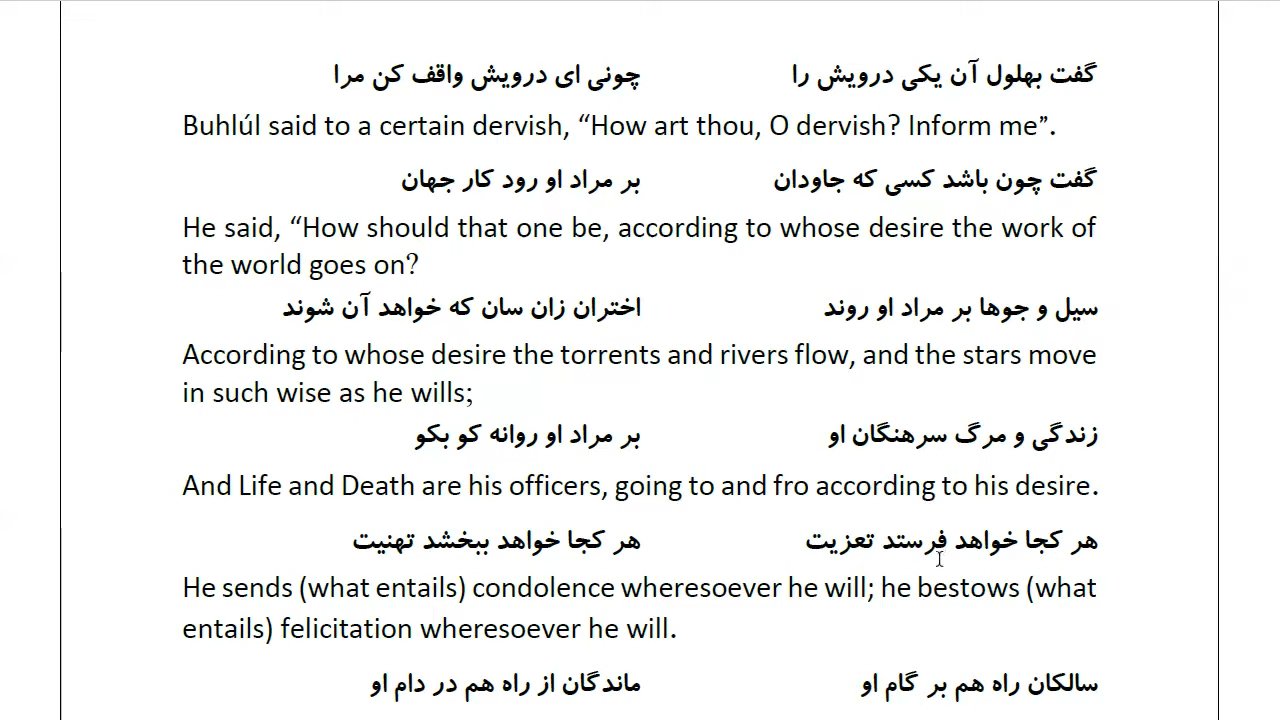 گفت بهلول آن یکی درویش را چونی ای درویش واقف کن مرا
Buhlúl said to a certain dervish, “How art thou, O dervish? Inform me”.
گفت چون باشد کسی که جاودان بر مراد او رود کار جهان
He said, “How should that one be, according to whose desire the work of
the world goes on?
سیل و جوها بر مراد او روند اختران زان سان که خواهد آن شوند
According to whose desire the torrents and rivers flow, and the stars move
in such wise as he wills;
زندگی و مرگ سرهنگان او بر مراد او روانه کو بکو
And Life and Death are his officers, going to and fro according to his desire.
هر کجا خواهد فرستد تعزیت هر کجا خواهد ببخشد تهنیت
He sends (what entails) condolence wheresoever he will; he bestows (what
entails) felicitation wheresoever he will.
سالکان راه هم بر گام او ماندگان از راه هم در دام او